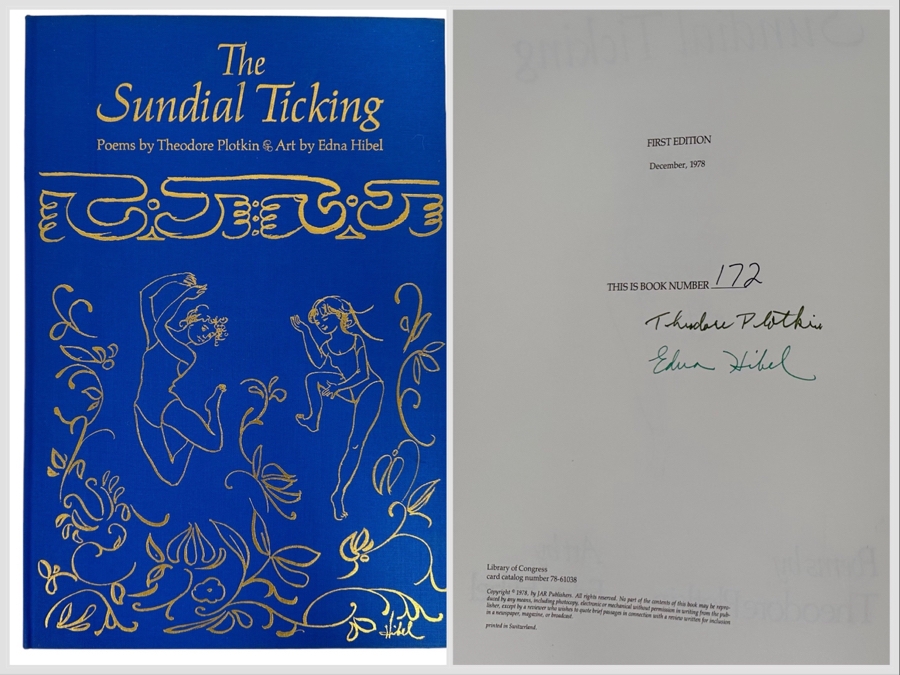 The
Sundial Ticking
Poems by Theodore Plotkin & Art by Edna Hibel
Hibel
FIRST EDITION
December, 1978
THIS IS BOOK NUMBER 172
Theodore Plotkin
Edna Hibel
Library of Congress
card catalog number 78-61038
Copyright © 1978, by JAR Publishers. All rights reserved. No part of the contents of this book may be repro-
duced by any means, including photocopy, electronic or mechanical without permission in writing from the pub-
lisher, except by a reviewer who wishes to quote brief passages in connection with a review written for inclusion
in a newspaper, magazine, or broadcast.
printed in Switzerland.